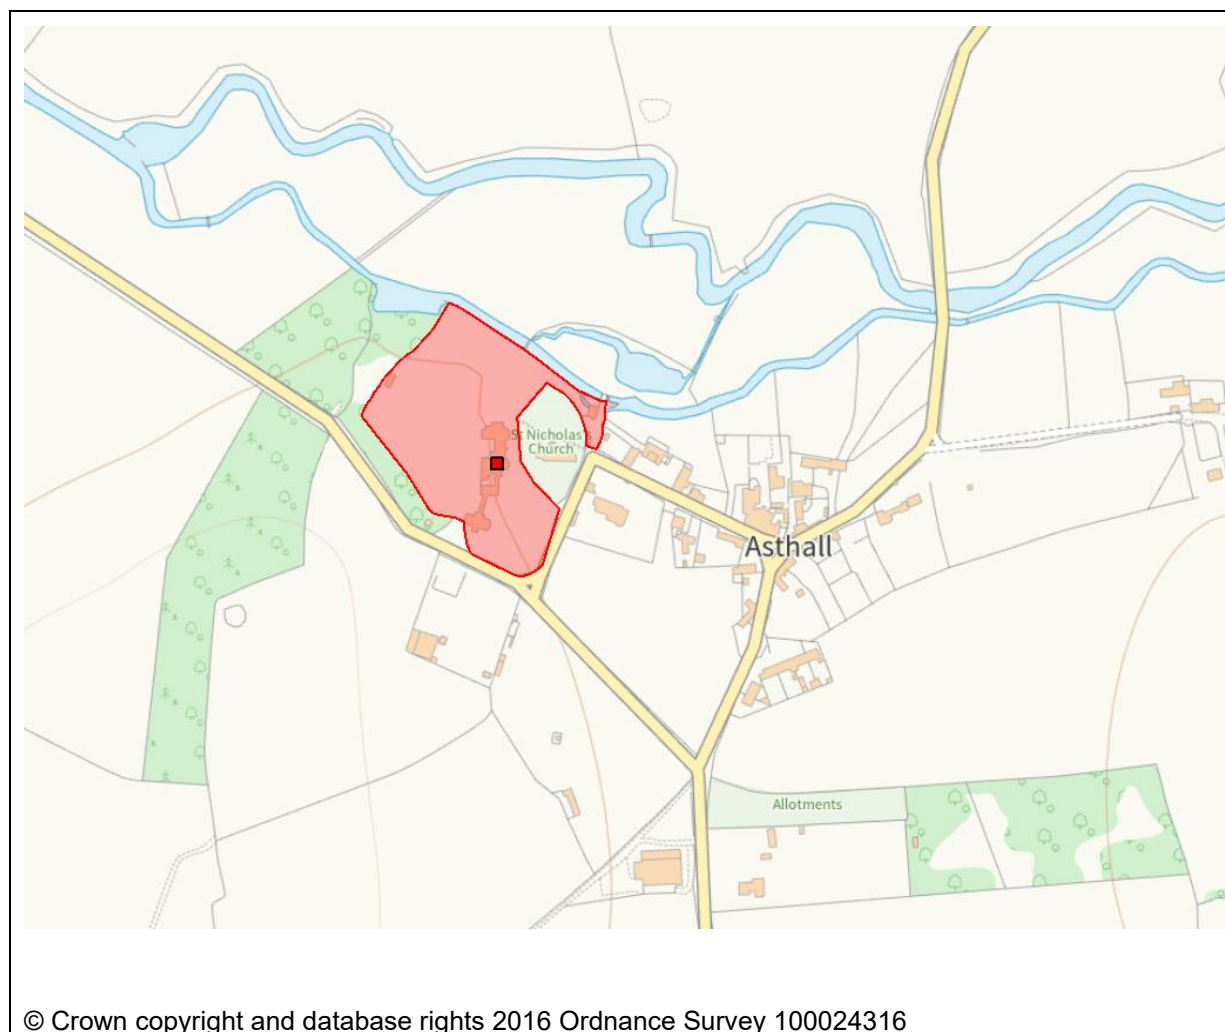 St Nicholas's
Church
Asthall
Allotments
© Crown copyright and database rights 2016 Ordnance Survey 100024316